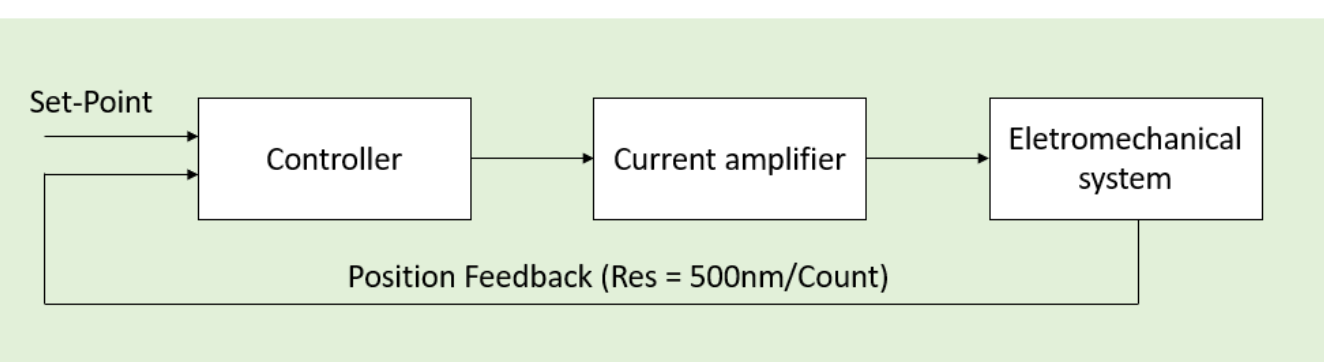 Set-Point
Controller
Current amplifier
Eletromechanical
system
Position Feedback (Res = 500nm/Count)